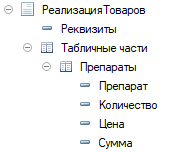 РеализацияТоваров
Реквизиты
Табличные части
Препараты
Препарат
Количество
Цена
Сумма